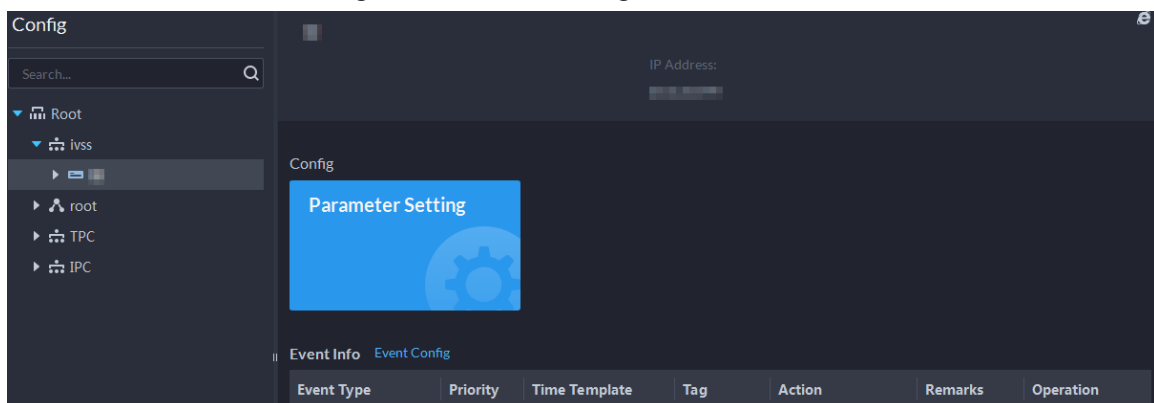 Config
Search...
Root
ivss
root
TPC
IPC
IP Address:
Config
Parameter Setting
Event Info Event Config
Event Type Priority Time Template Tag Action Remarks Operation